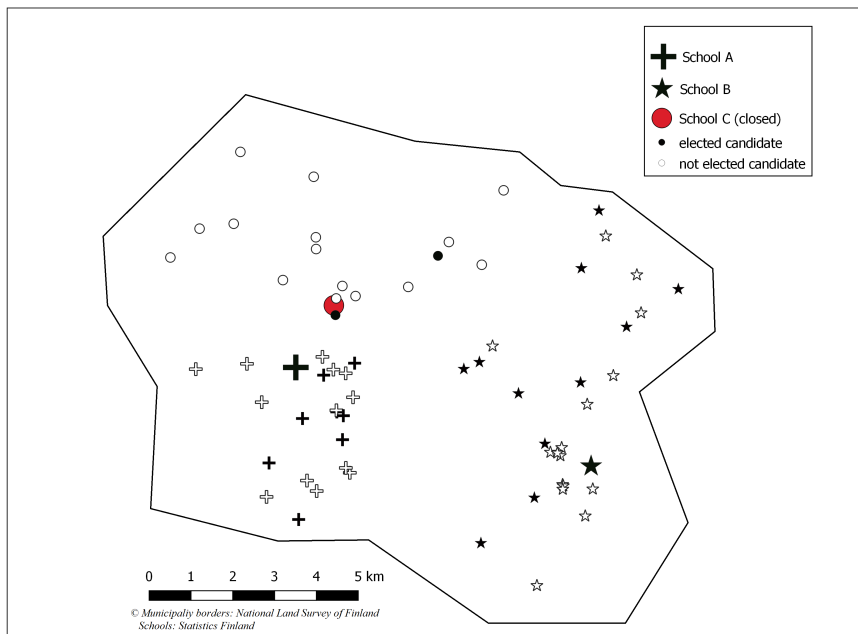 School A
School B
School C (closed)
elected candidate
not elected candidate
0 1 2 3 4 5 km
© Municipaliy borders: National Land Survey of Finland
Schools: Statistics Finland